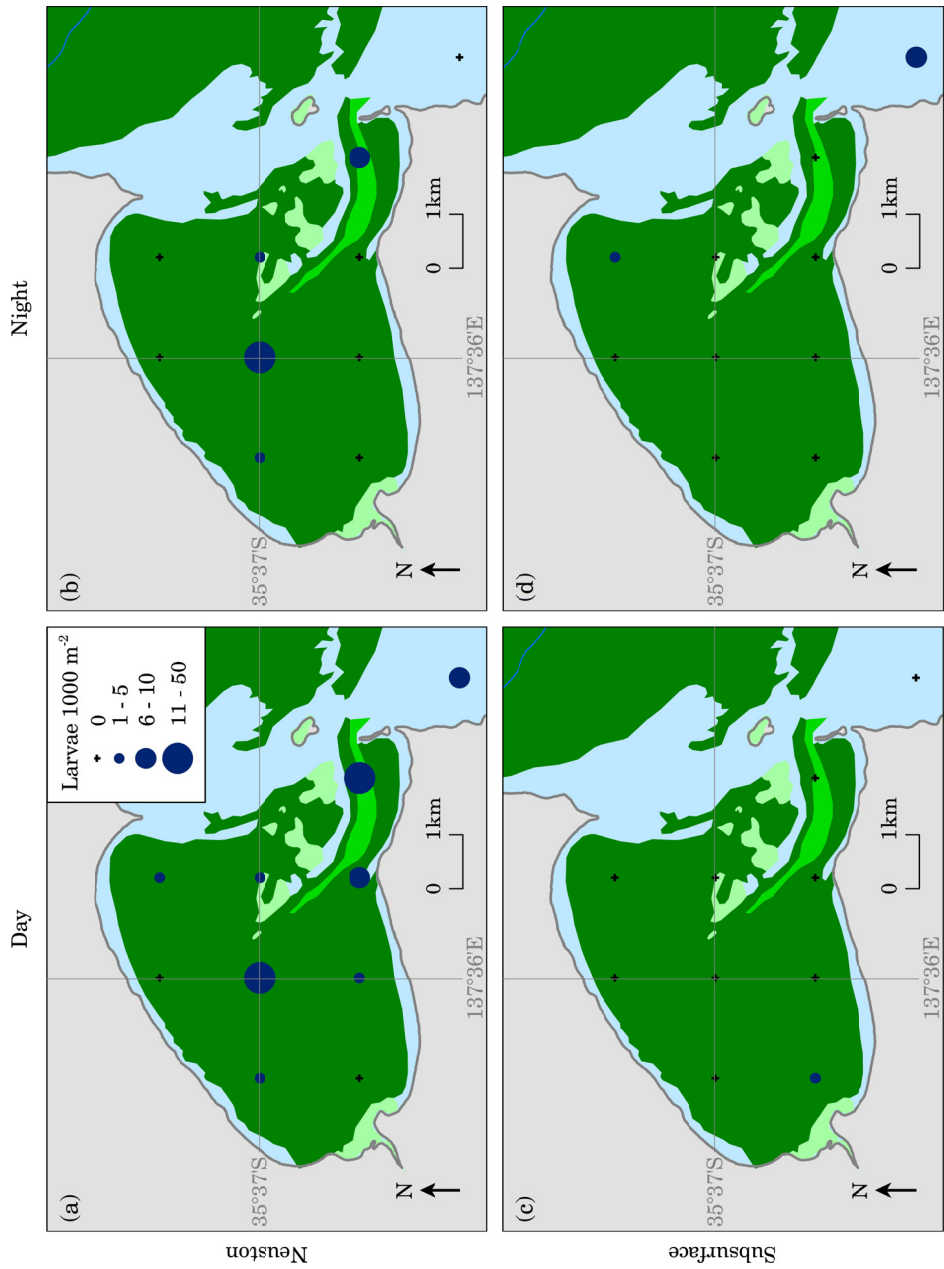 Day
Night
Neuston
Subsurface
(a)
Larvae 1000 m-2
0
1 - 5
6 - 10
11 - 50
35°37'S
N
0 1km
137°36'E
(b)
35°37'S
N
0 1km
137°36'E
(c)
35°37'S
N
0 1km
137°36'E
(d)
35°37'S
N
0 1km
137°36'E